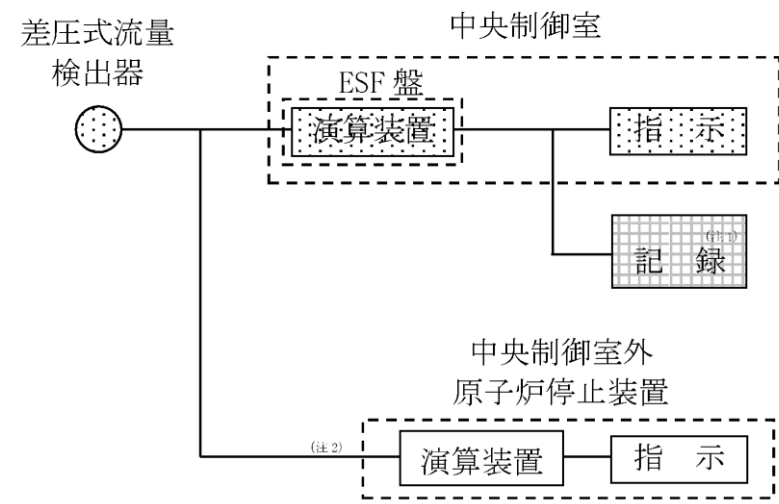 差圧式流量
検出器
中央制御室
ESF 盤
演算装置
指 示
(注1)
記 録
中央制御室外
原子炉停止装置
(注2)
演算装置
指 示